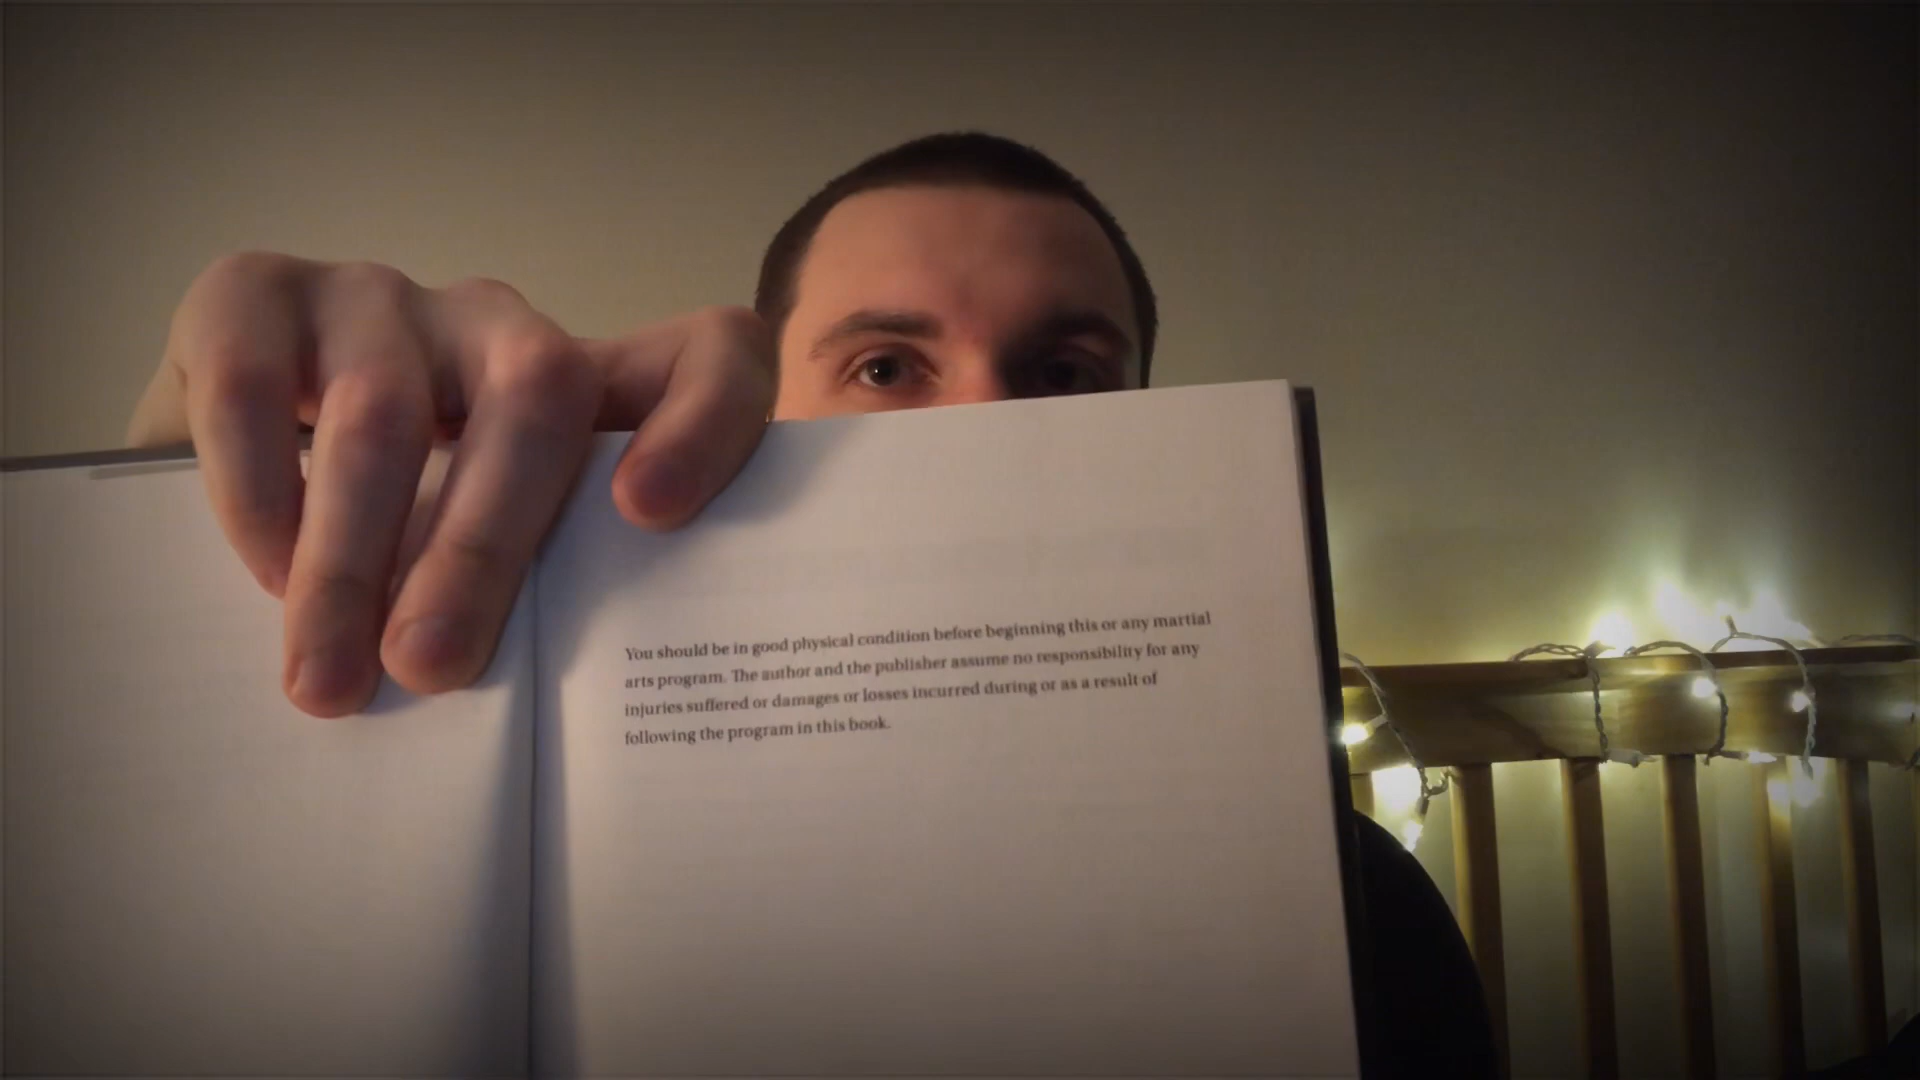 You should be in good physical condition before beginning this or any martial
arts program. The author and the publisher assume no responsibility for any
injuries suffered or damages or losses incurred during or as a result of
following the program in this book.